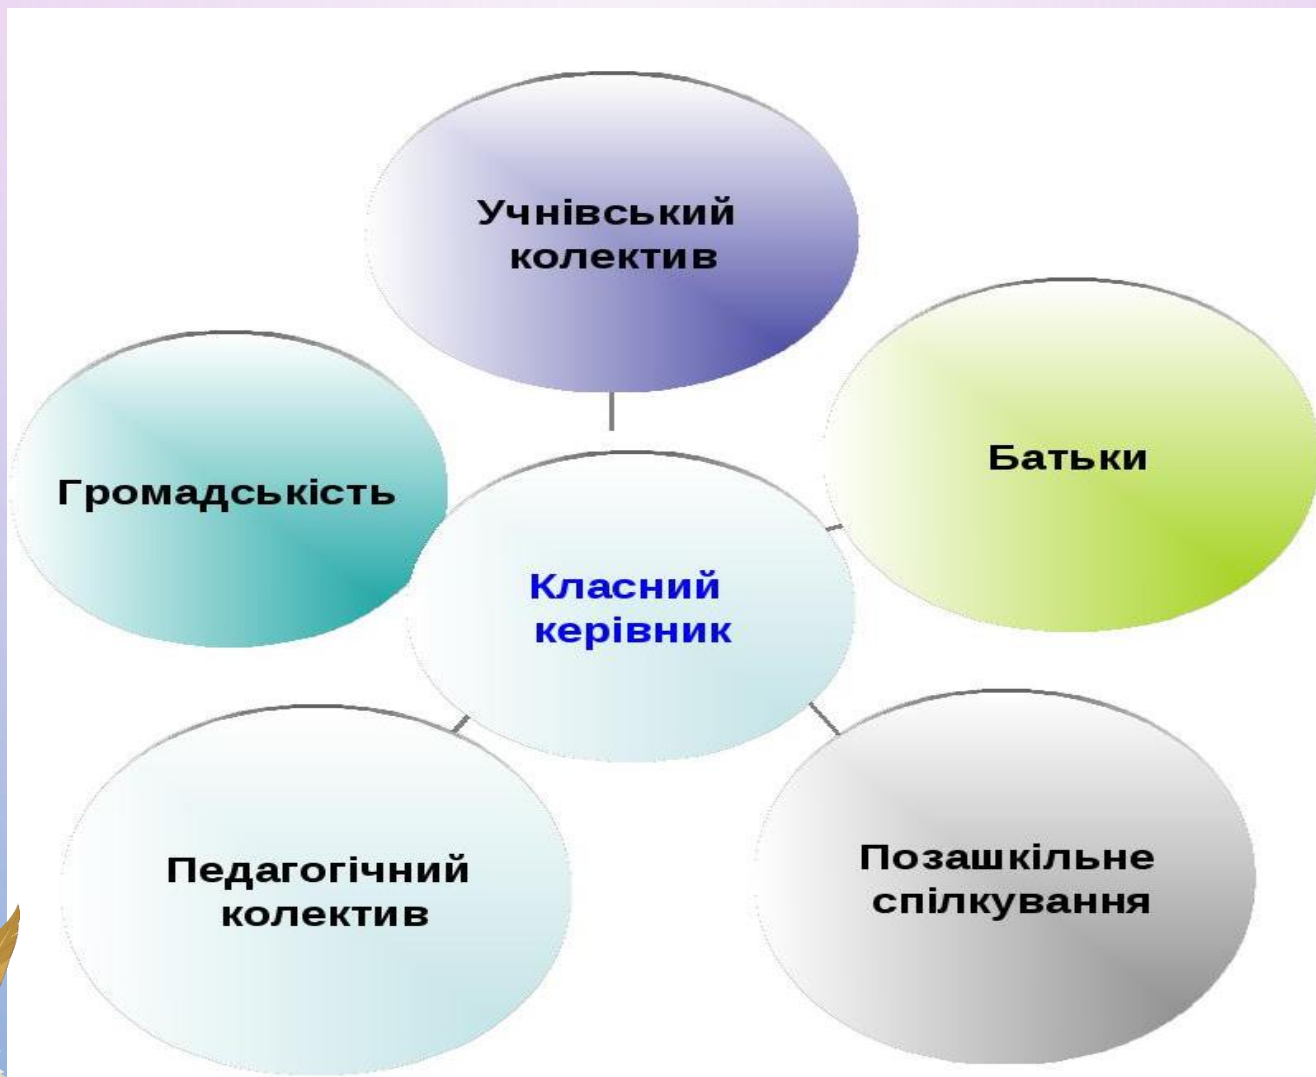 Учнівський
колектив
Батьки
Громадськість
Класний
керівник
Позашкільне
спілкування
Педагогічний
колектив